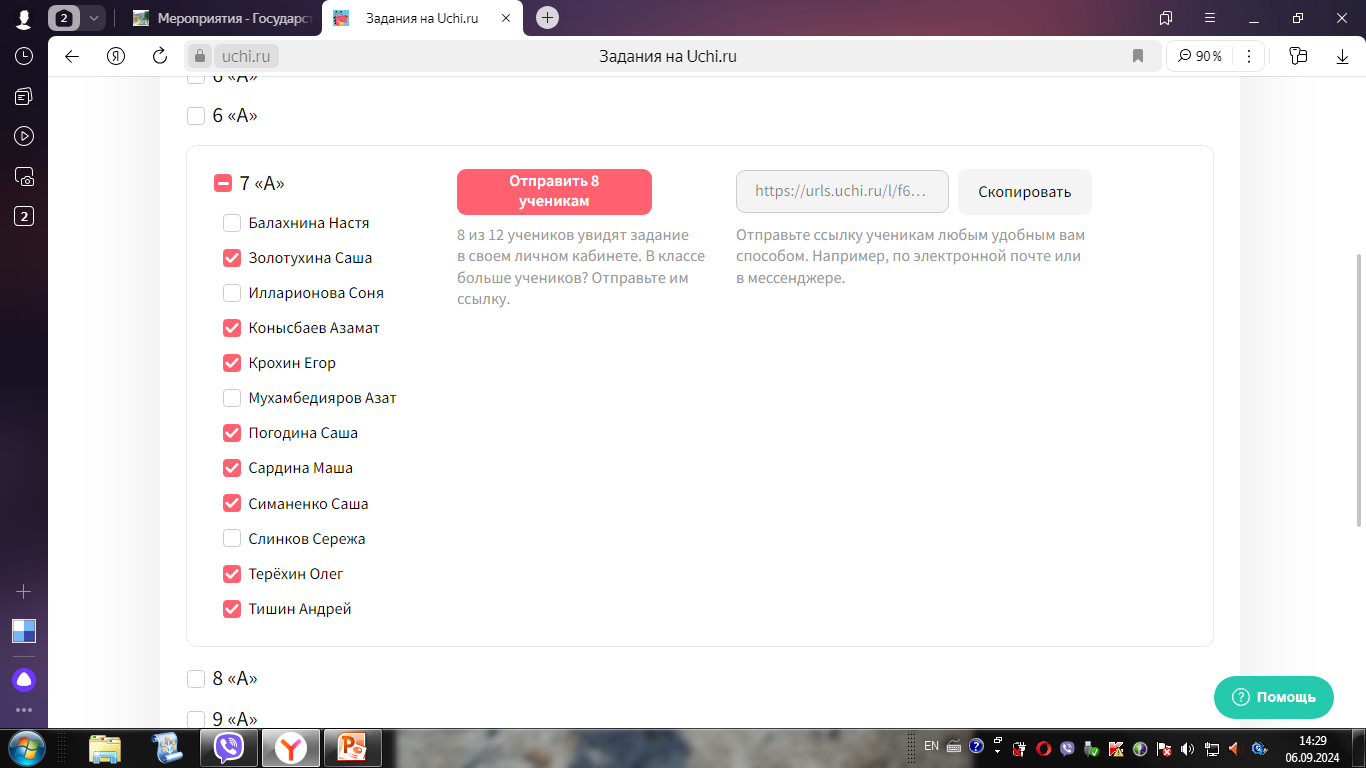 2
Мероприятия - Государст
Задания на Uchi.ru
uchi.ru
Задания на Uchi.ru
90%
2
6 «А»
6 «А»
7 «А»
Отправить 8
ученикам
https://urls.uchi.ru/l/f6...
Скопировать
Балахнина Настя
8 из 12 учеников увидят задание
в своем личном кабинете. В классе
больше учеников? Отправьте им
ссылку.
Отправьте ссылку ученикам любым удобным вам
способом. Например, по электронной почте или
в мессенджере.
Золотухина Саша
Илларионова Соня
Конысбаев Азамат
Крохин Егор
Мухамбедияров Азат
Погодина Саша
Сардина Маша
Симаненко Саша
Слинков Сережа
Терёхин Олег
Тишин Андрей
8 «А»
9 «А»
Помощь
EN
14:29
06.09.2024